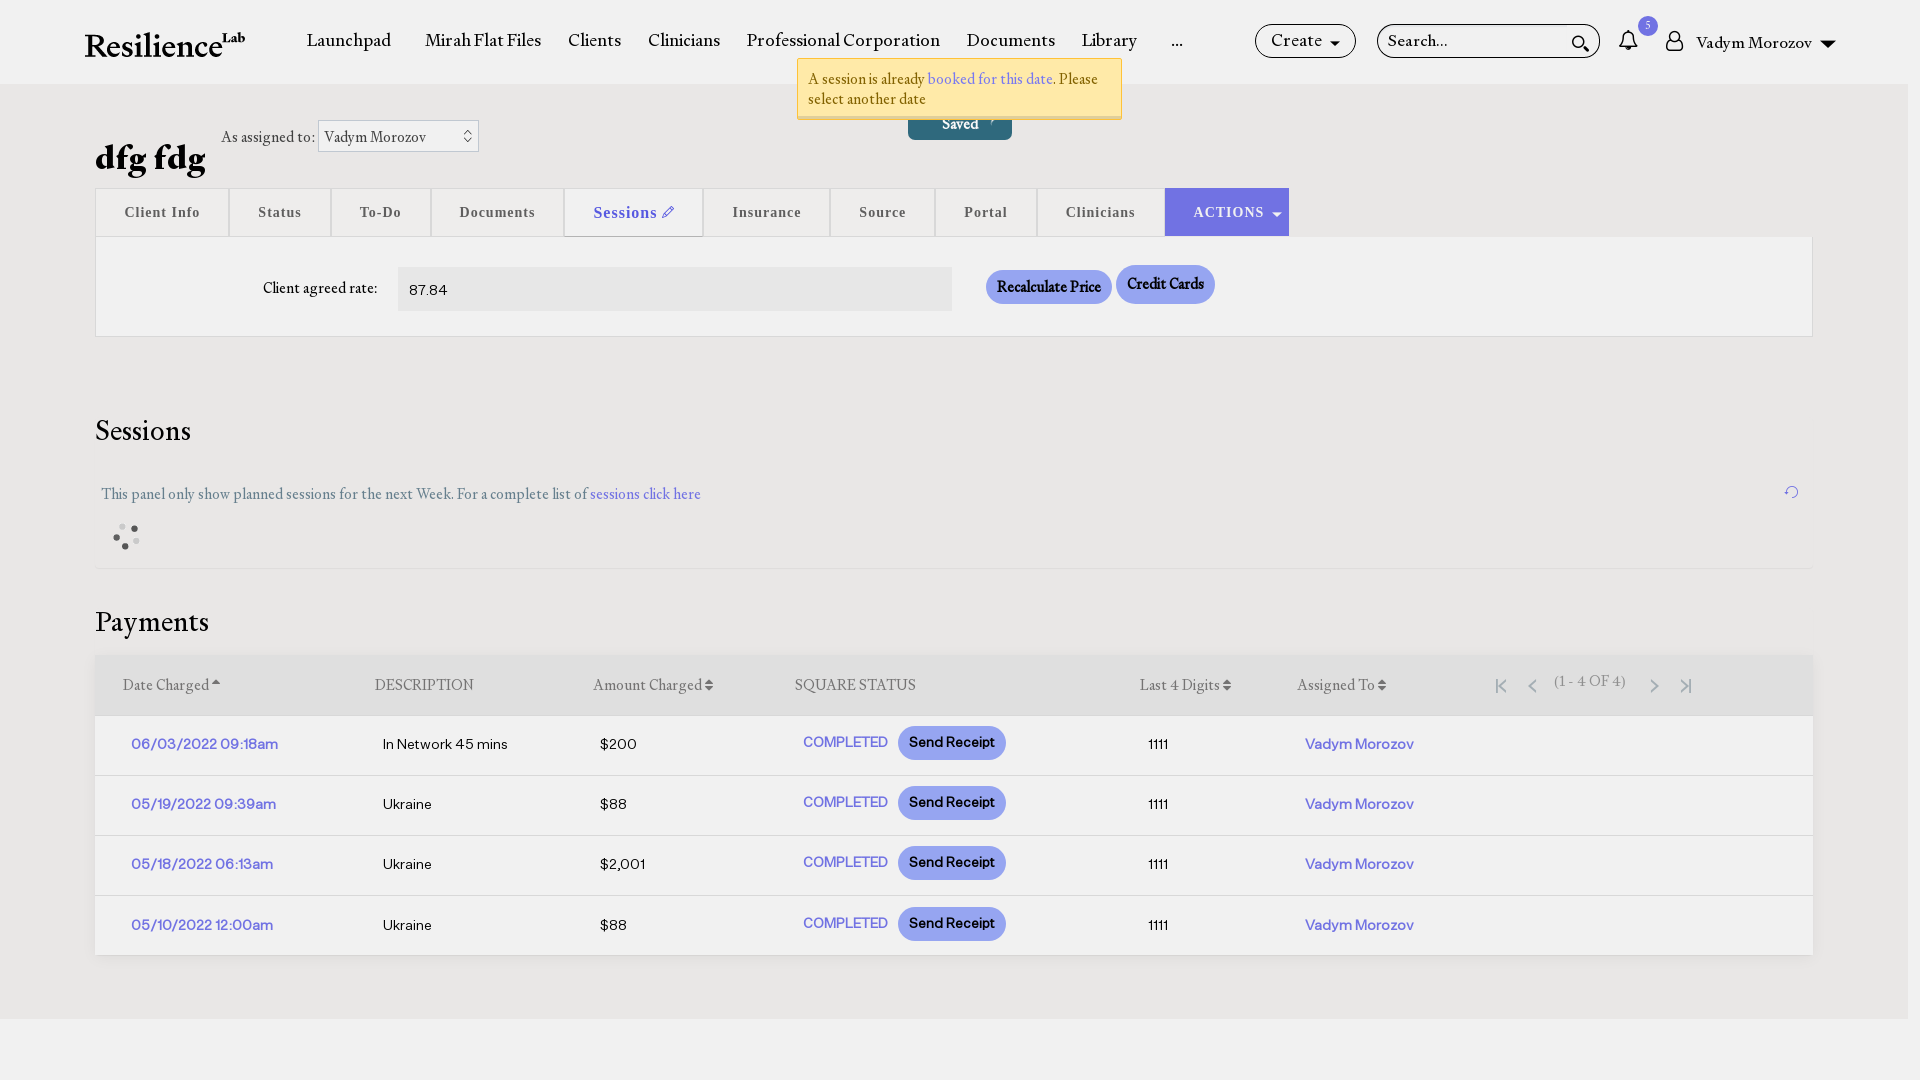 Resilience Lab
Launchpad Mirah Flat Files Clients Clinicians Professional Corporation Documents Library ...
Create Search... 5 Vadym Morozov
A session is already booked for this date. Please
select another date
Saved
dfg fdg As assigned to: Vadym Morozov
Client Info Status To-Do Documents Sessions Insurance Source Portal Clinicians ACTIONS
Client agreed rate: 87.84 Recalculate Price Credit Cards
Sessions
This panel only show planned sessions for the next Week. For a complete list of sessions click here
Payments
Date Charged DESCRIPTION Amount Charged SQUARE STATUS Last 4 Digits Assigned To (1 - 4 OF 4)
06/03/2022 09:18am In Network 45 mins $200 COMPLETED Send Receipt 1111 Vadym Morozov
05/19/2022 09:39am Ukraine $88 COMPLETED Send Receipt 1111 Vadym Morozov
05/18/2022 06:13am Ukraine $2,001 COMPLETED Send Receipt 1111 Vadym Morozov
05/10/2022 12:00am Ukraine $88 COMPLETED Send Receipt 1111 Vadym Morozov